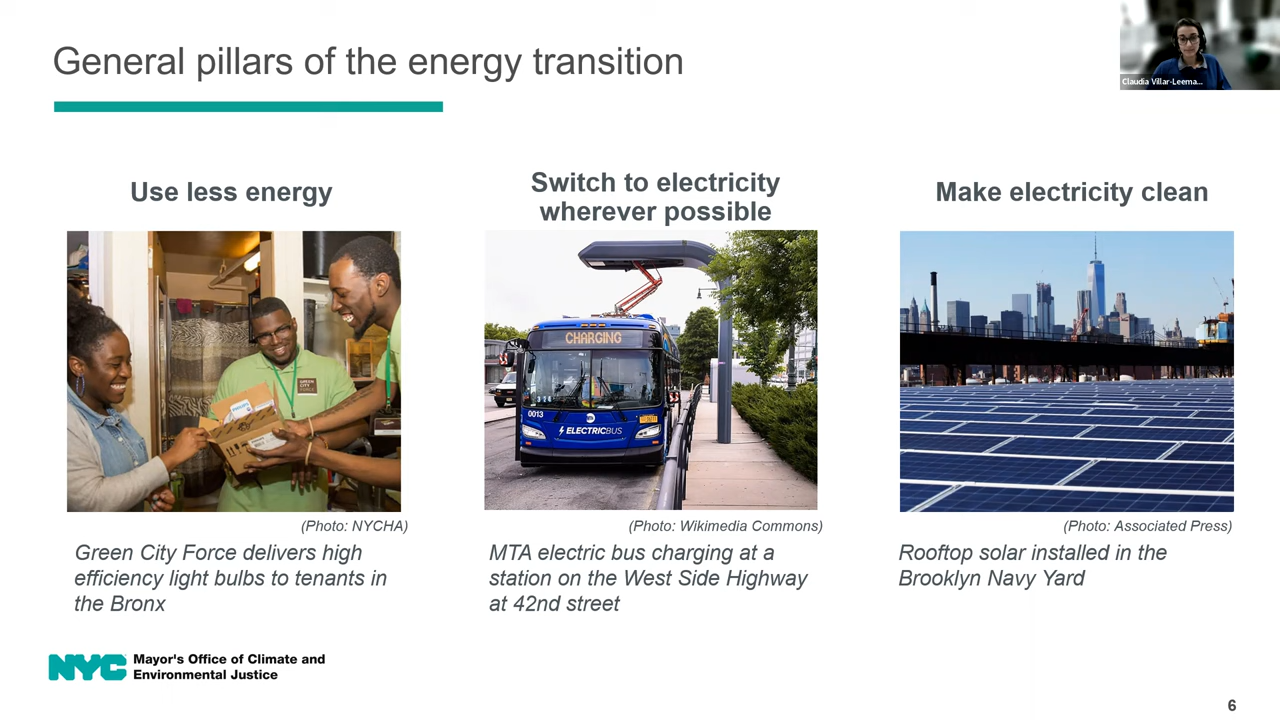 General pillars of the energy transition
Claudia Villar-Leema...
Use less energy
Switch to electricity
wherever possible
Make electricity clean
GREEN
CITY
FORCE
CHARGING
0013
ELECTRICBUS
(Photo: NYCHA)
(Photo: Wikimedia Commons)
(Photo: Associated Press)
Green City Force delivers high
efficiency light bulbs to tenants in
the Bronx
MTA electric bus charging at a
station on the West Side Highway
at 42nd street
Rooftop solar installed in the
Brooklyn Navy Yard
NYC
Mayor's Office of Climate and
Environmental Justice
6